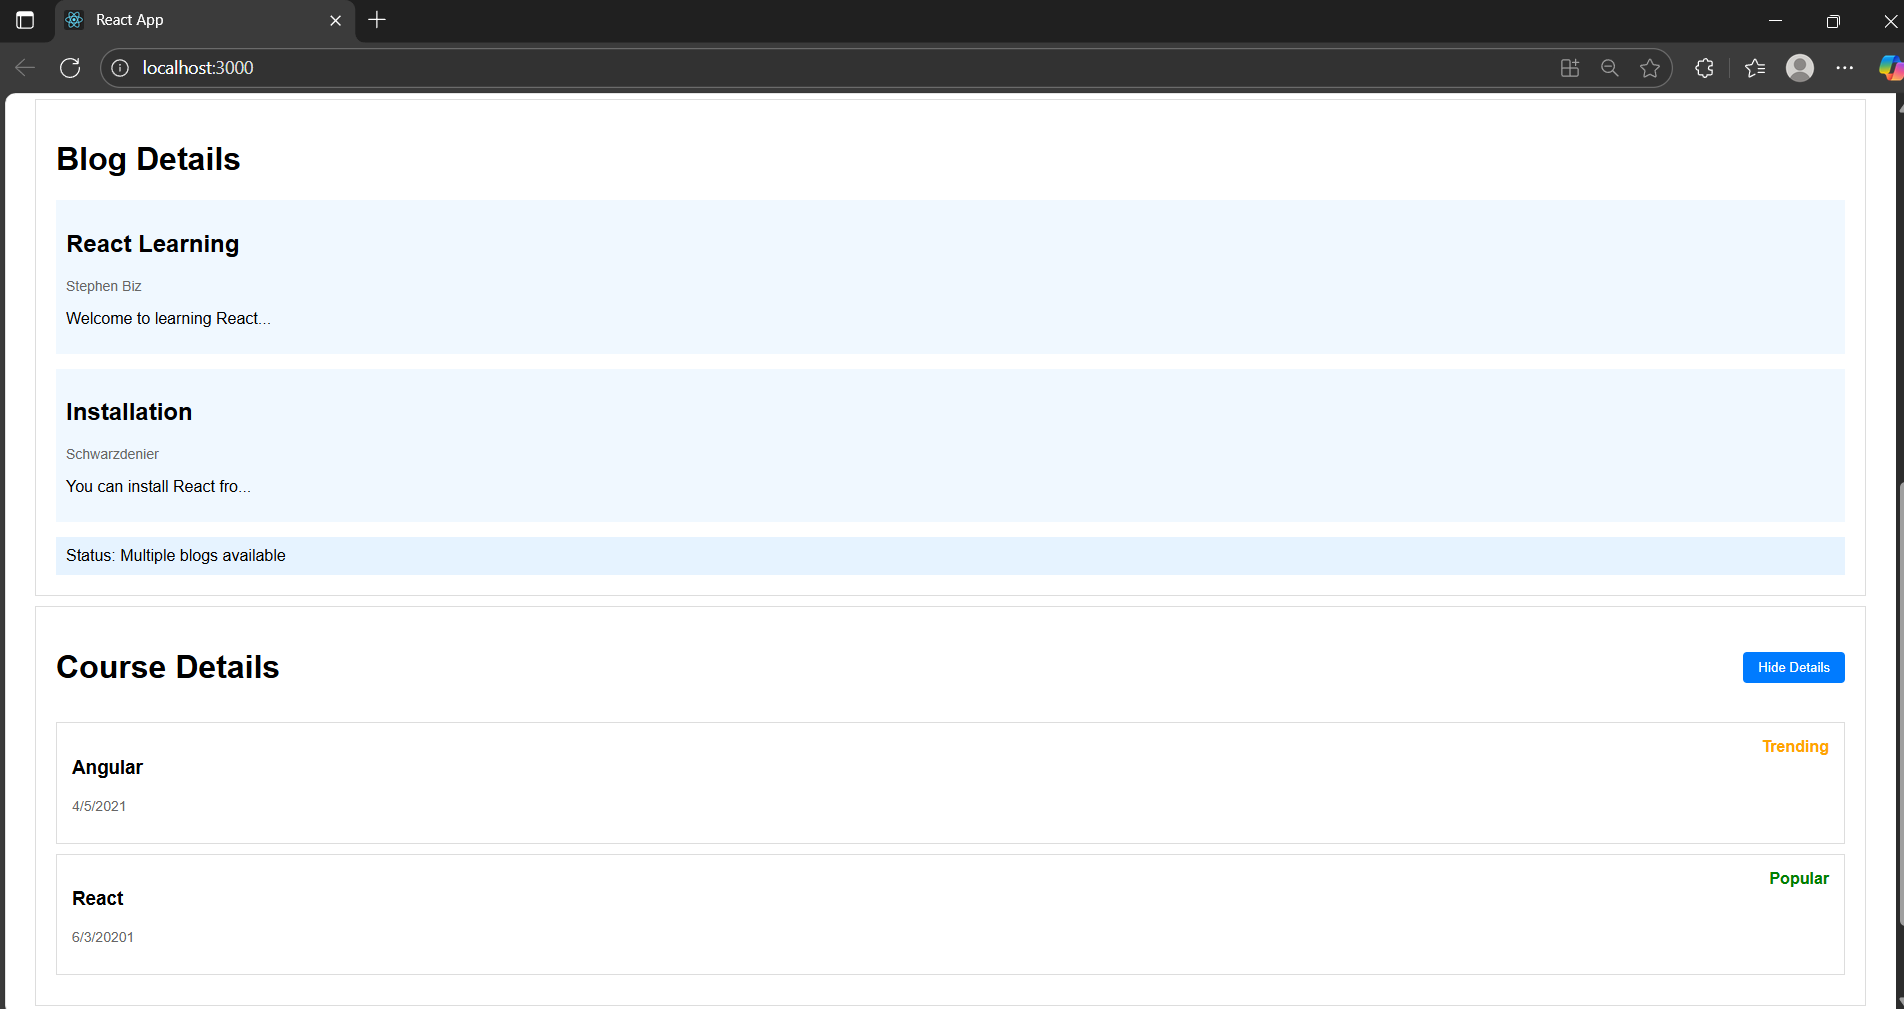 React App
localhost:3000
Blog Details
React Learning
Stephen Biz
Welcome to learning React...
Installation
Schwarzdenier
You can install React fro...
Status: Multiple blogs available
Course Details
Hide Details
Trending
Angular
4/5/2021
Popular
React
6/3/20201